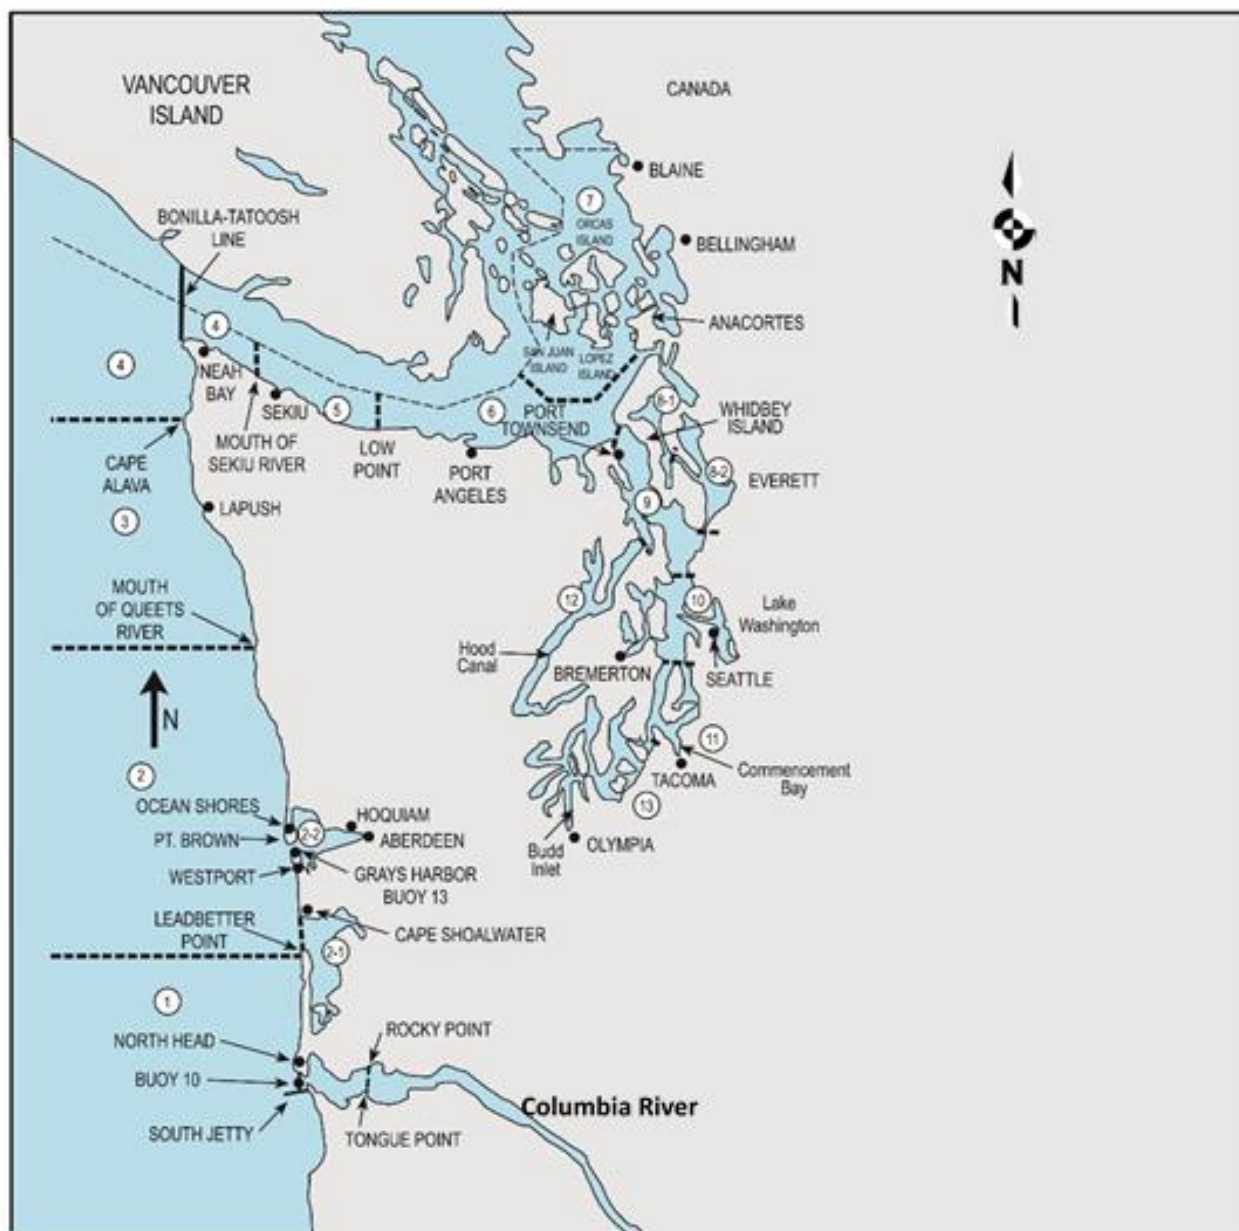 VANCOUVER
ISLAND
CANADA
BLAINE
7
ORCAS
ISLAND
BONILLA-TATOOSH
LINE
BELLINGHAM
N
ANACORTES
4
4
NEAH
BAY
SAN JUAN
ISLAND
LOPEZ
ISLAND
SEKIU
5
6
PORT
TOWNSEND
8-1
WHIDBEY
ISLAND
MOUTH OF
SEKIU RIVER
LOW
POINT
CAPE
ALAVA
PORT
ANGELES
8-2
EVERETT
LAPUSH
3
9
MOUTH
OF QUEETS
RIVER
12
10
Lake
Washington
Hood
Canal
BREMERTON
SEATTLE
N
11
2
TACOMA
Commencement
Bay
13
OCEAN SHORES
HOQUIAM
2-2
PT. BROWN
ABERDEEN
Budd
Inlet
OLYMPIA
WESTPORT
GRAYS HARBOR
BUOY 13
LEADBETTER
POINT
CAPE SHOALWATER
2-1
1
ROCKY POINT
NORTH HEAD
BUOY 10
Columbia River
SOUTH JETTY
TONGUE POINT